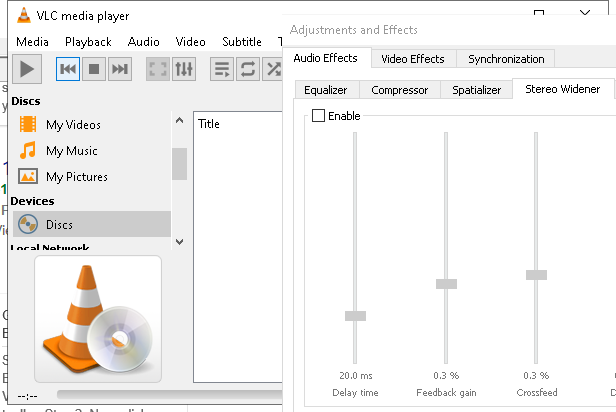 VLC media player
Media Playback Audio Video Subtitle T
Discs
My Videos
My Music
My Pictures
Devices
Discs
Local Network
--:--
Title
Adjustments and Effects
Audio Effects Video Effects Synchronization
Equalizer Compressor Spatializer Stereo Widener
Enable
20.0 ms 0.3 % 0.3 %
Delay time Feedback gain Crossfeed